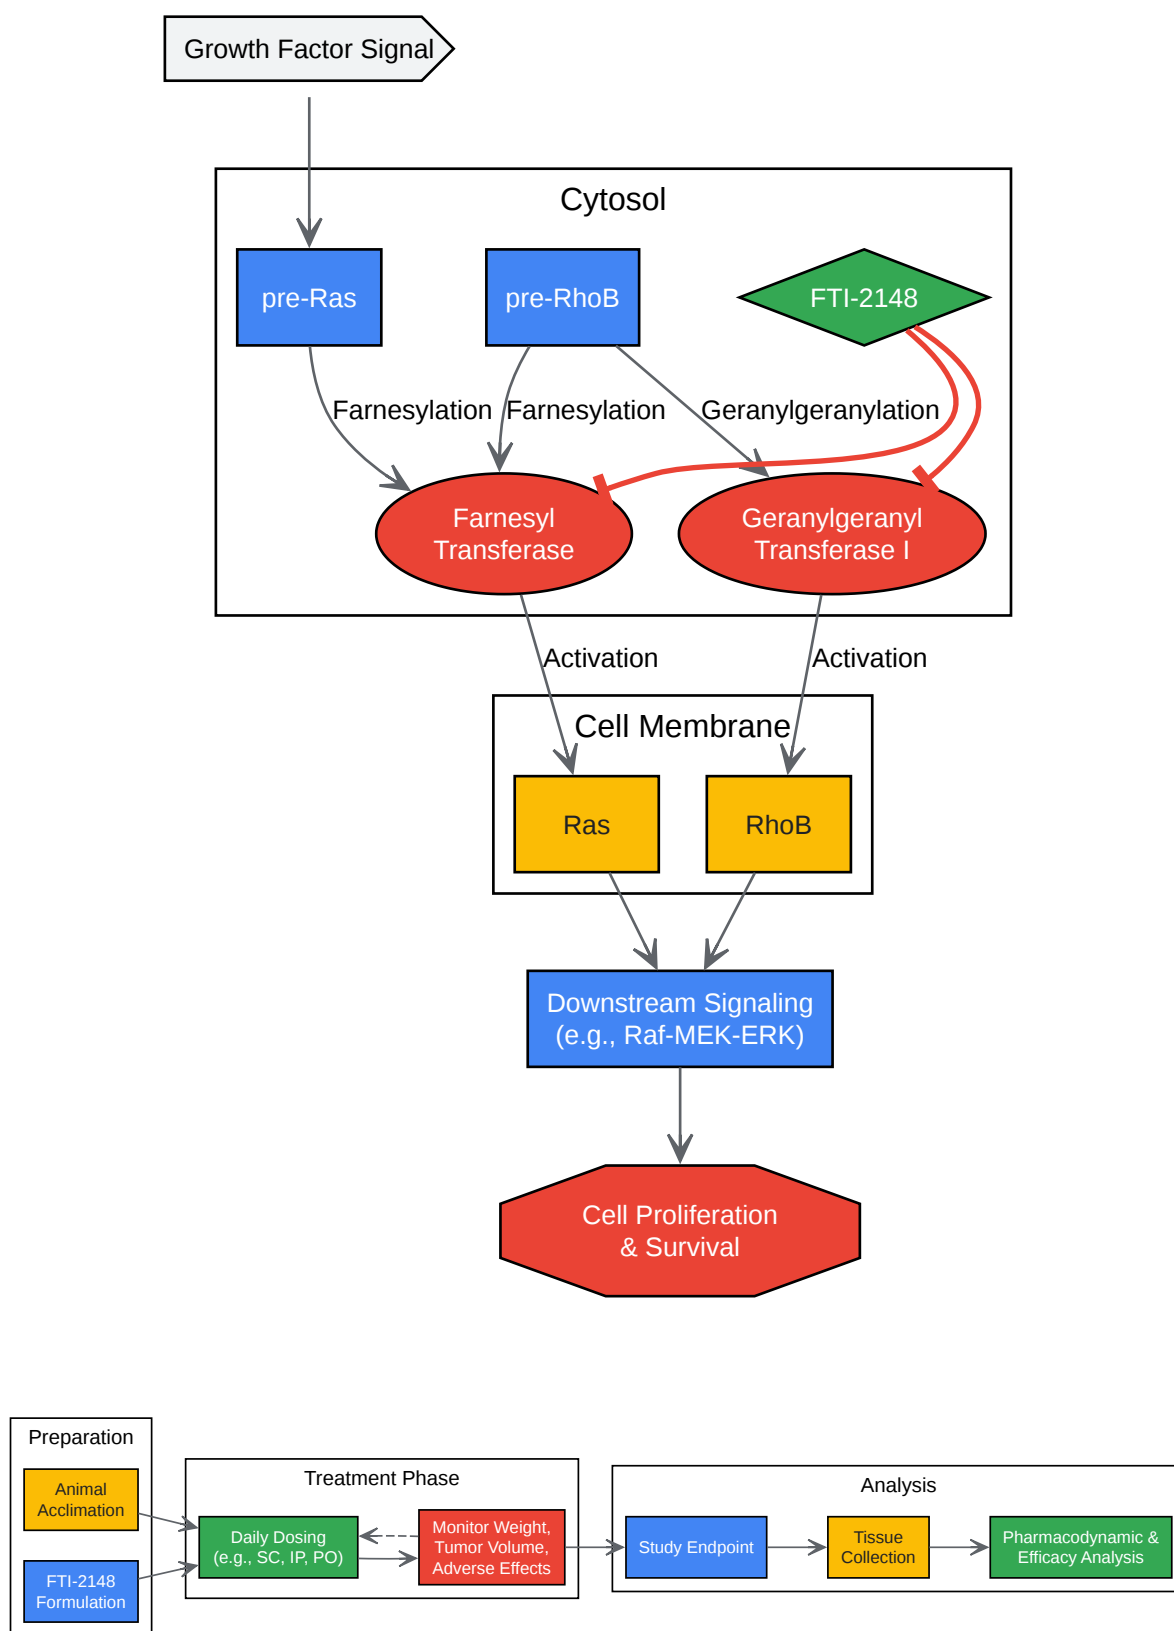 Growth Factor Signal
Cytosol
pre-Ras
pre-RhoB
FTI-2148
Farnesylation
Farnesylation
Geranylgeranylation
Farnesyl
Transferase
Geranylgeranyl
Transferase I
Activation
Activation
Cell Membrane
Ras
RhoB
Downstream Signaling
(e.g., Raf-MEK-ERK)
Cell Proliferation
& Survival
Preparation
Animal
Acclimation
FTI-2148
Formulation
Treatment Phase
Daily Dosing
(e.g., SC, IP, PO)
Monitor Weight,
Tumor Volume,
Adverse Effects
Analysis
Study Endpoint
Tissue
Collection
Pharmacodynamic &
Efficacy Analysis